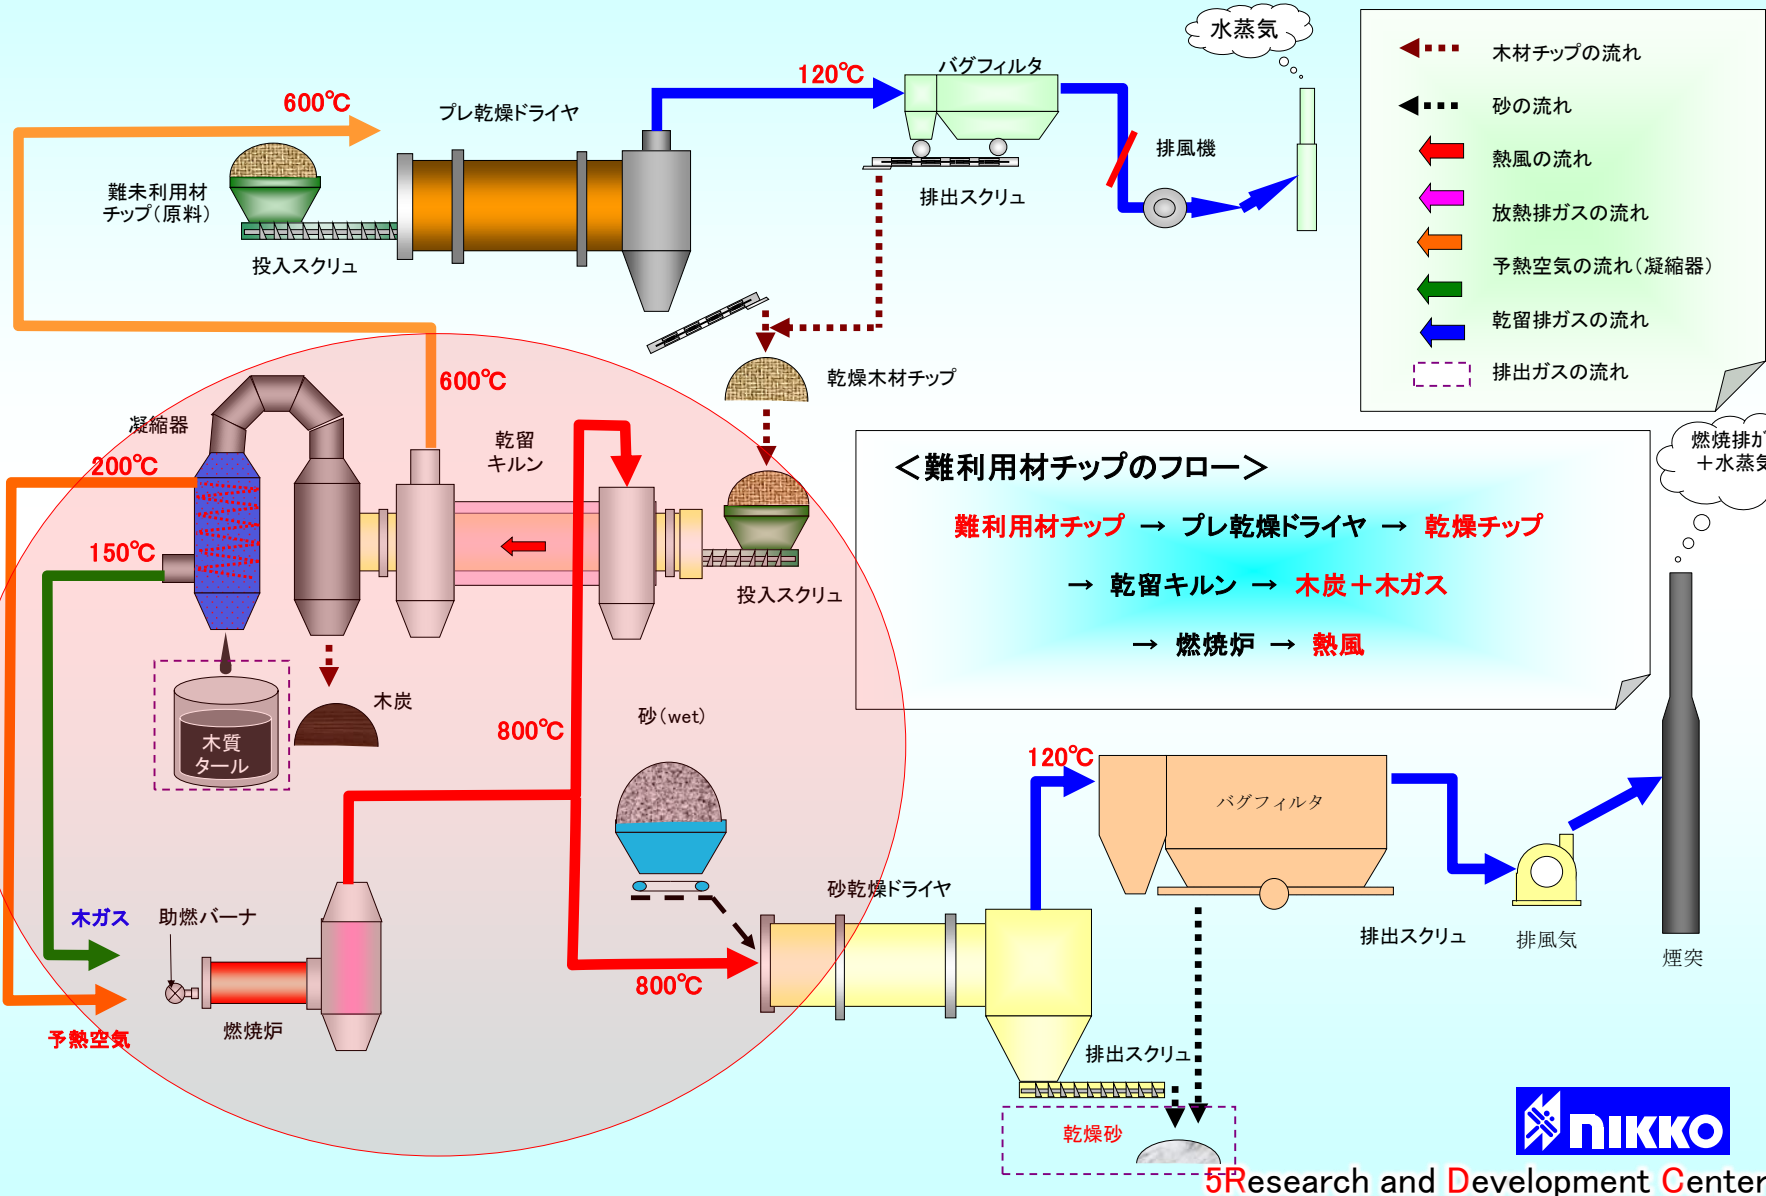 水蒸気
120℃
バグフィルタ
600℃
プレ乾燥ドライヤ
排風機
難未利用材
チップ（原料）
排出スクリュ
投入スクリュ
木材チップの流れ
砂の流れ
熱風の流れ
放熱排ガスの流れ
予熱空気の流れ（凝縮器）
乾留排ガスの流れ
排出ガスの流れ
600℃
乾燥木材チップ
凝縮器
乾留
キルン
200℃
150℃
投入スクリュ
＜難利用材チップのフロー＞
難利用材チップ → プレ乾燥ドライヤ → 乾燥チップ
→ 乾留キルン → 木炭＋木ガス
→ 燃焼炉 → 熱風
燃焼排ガ
＋水蒸気
木炭
木質
タール
800℃
砂（wet）
120℃
バグフィルタ
砂乾燥ドライヤ
木ガス
助燃バーナ
800℃
排出スクリュ
排風気
煙突
燃焼炉
予熱空気
排出スクリュ
乾燥砂
NIKKO
5Research and Development Center